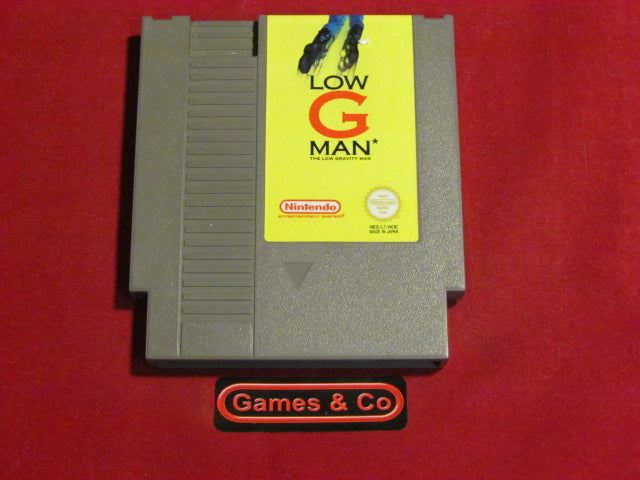 LOW
G
MAN*
THE LOW GRAVITY MAN
Nintendo
ENTERTAINMENT SYSTEM®
NES-L7-NOE
MADE IN JAPAN
Games & Co